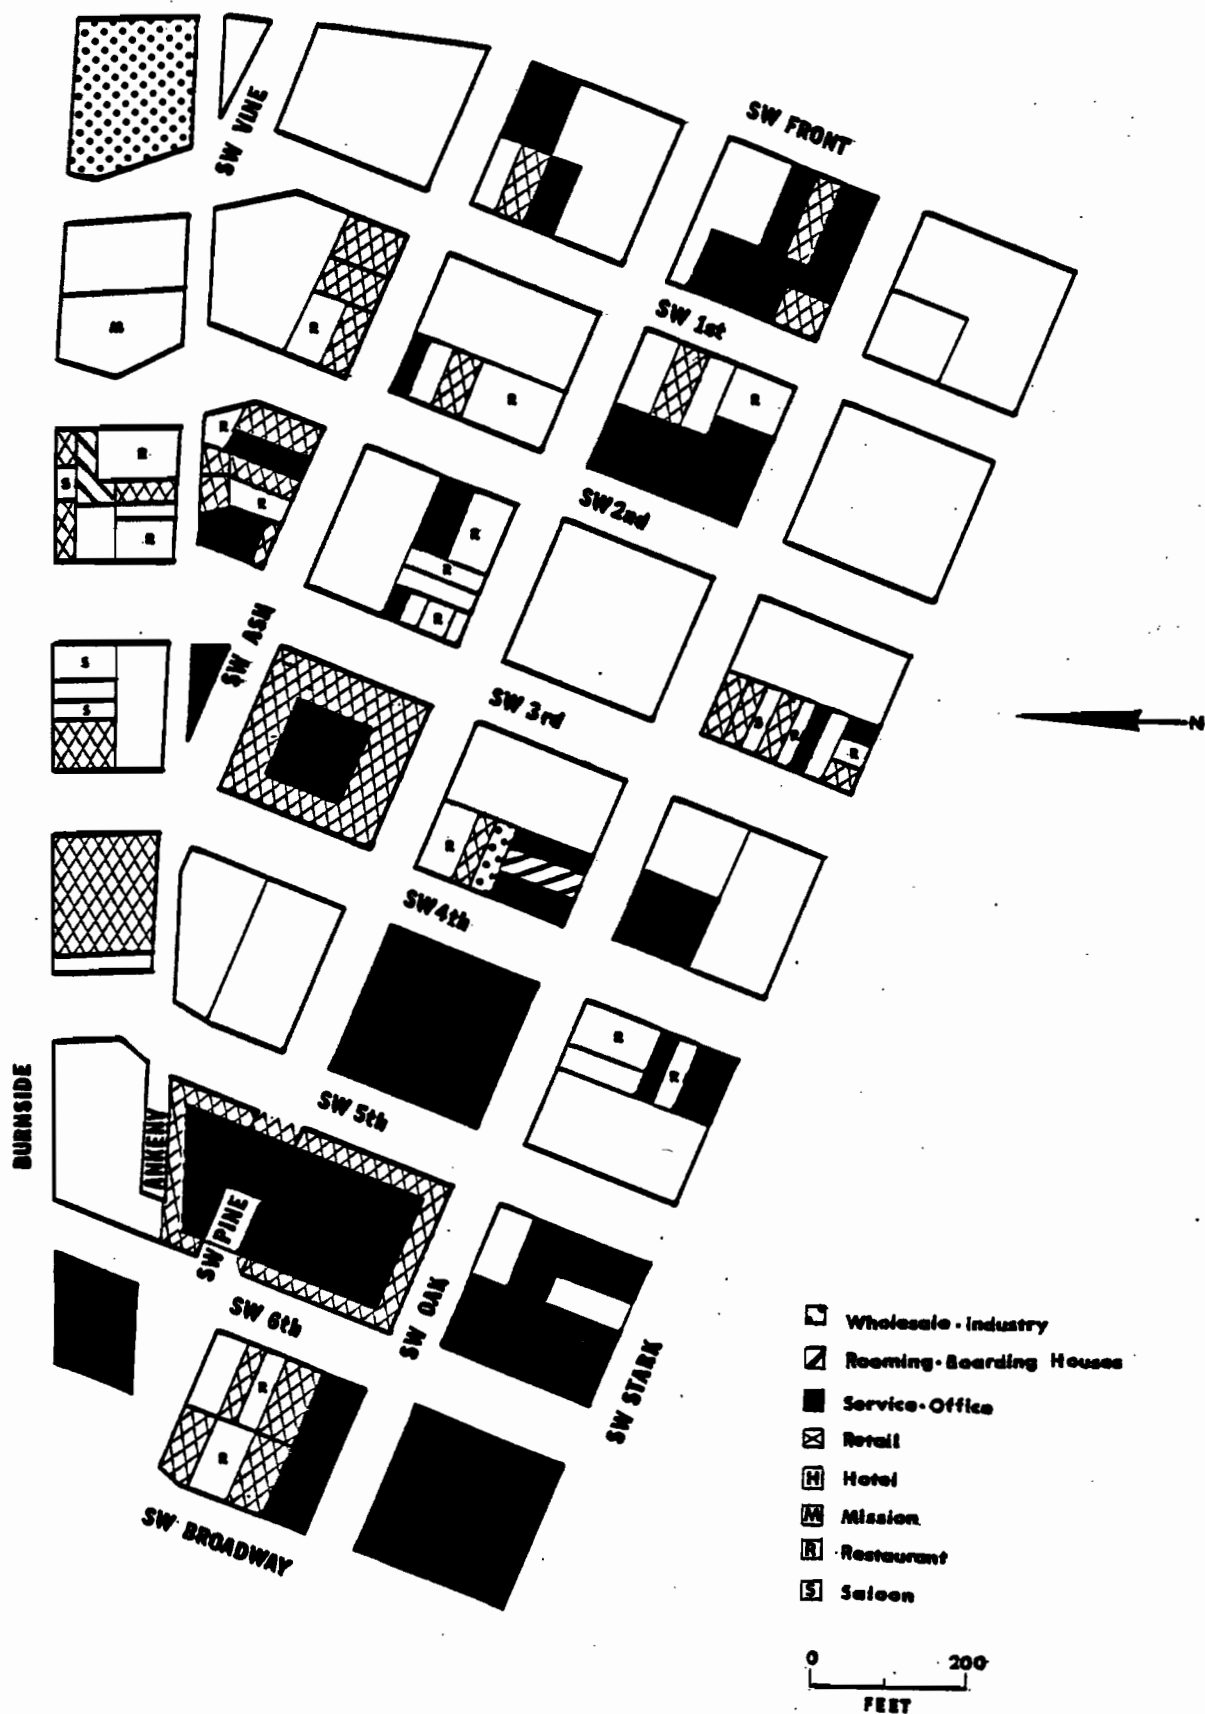 SW VINE
SW FRONT
SW 1st
M
R
R
R
R
R
S
R
R
SW 2nd
R
R
R
SW ASH
S
S
SW 3rd
S
R
R
N
R
SW 4th
R
R
BURNSIDE
ANKENY
SW 5th
SW PINE
SW 6th
SW OAK
SW STARK
R
R
SW BROADWAY
Wholesale·Industry
Rooming·Boarding Houses
Service·Office
Retail
H Hotel
M Mission
R Restaurant
S Saloon
0 200
FEET